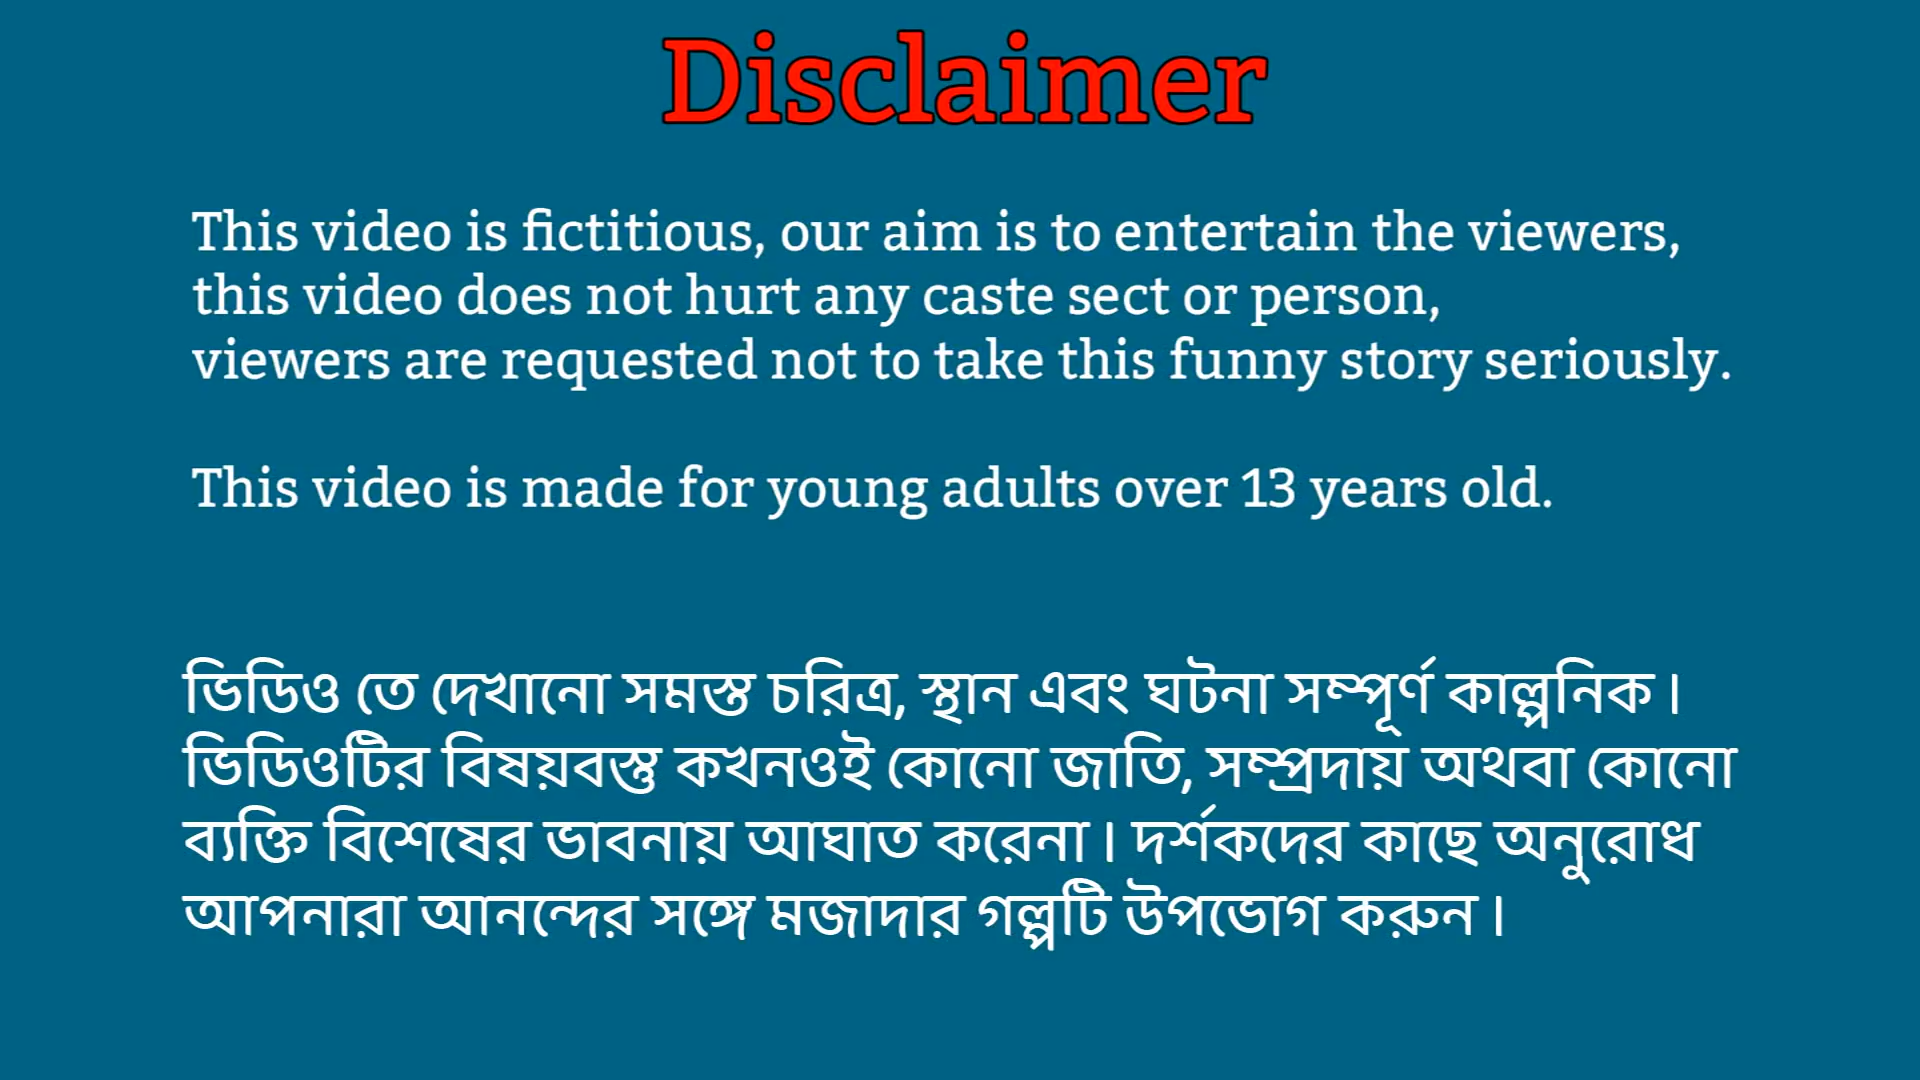 Disclaimer
This video is fictitious, our aim is to entertain the viewers,
this video does not hurt any caste sect or person,
viewers are requested not to take this funny story seriously.
This video is made for young adults over 13 years old.
ভিডিও তে দেখানো সমস্ত চরিত্র, স্থান এবং ঘটনা সম্পূর্ণ কাল্পনিক।
ভিডিওটির বিষয়বস্তু কখনওই কোনো জাতি, সম্প্রদায় অথবা কোনো
ব্যক্তি বিশেষের ভাবনায় আঘাত করেনা। দর্শকদের কাছে অনুরোধ
আপনারা আনন্দের সঙ্গে মজাদার গল্পটি উপভোগ করুন।